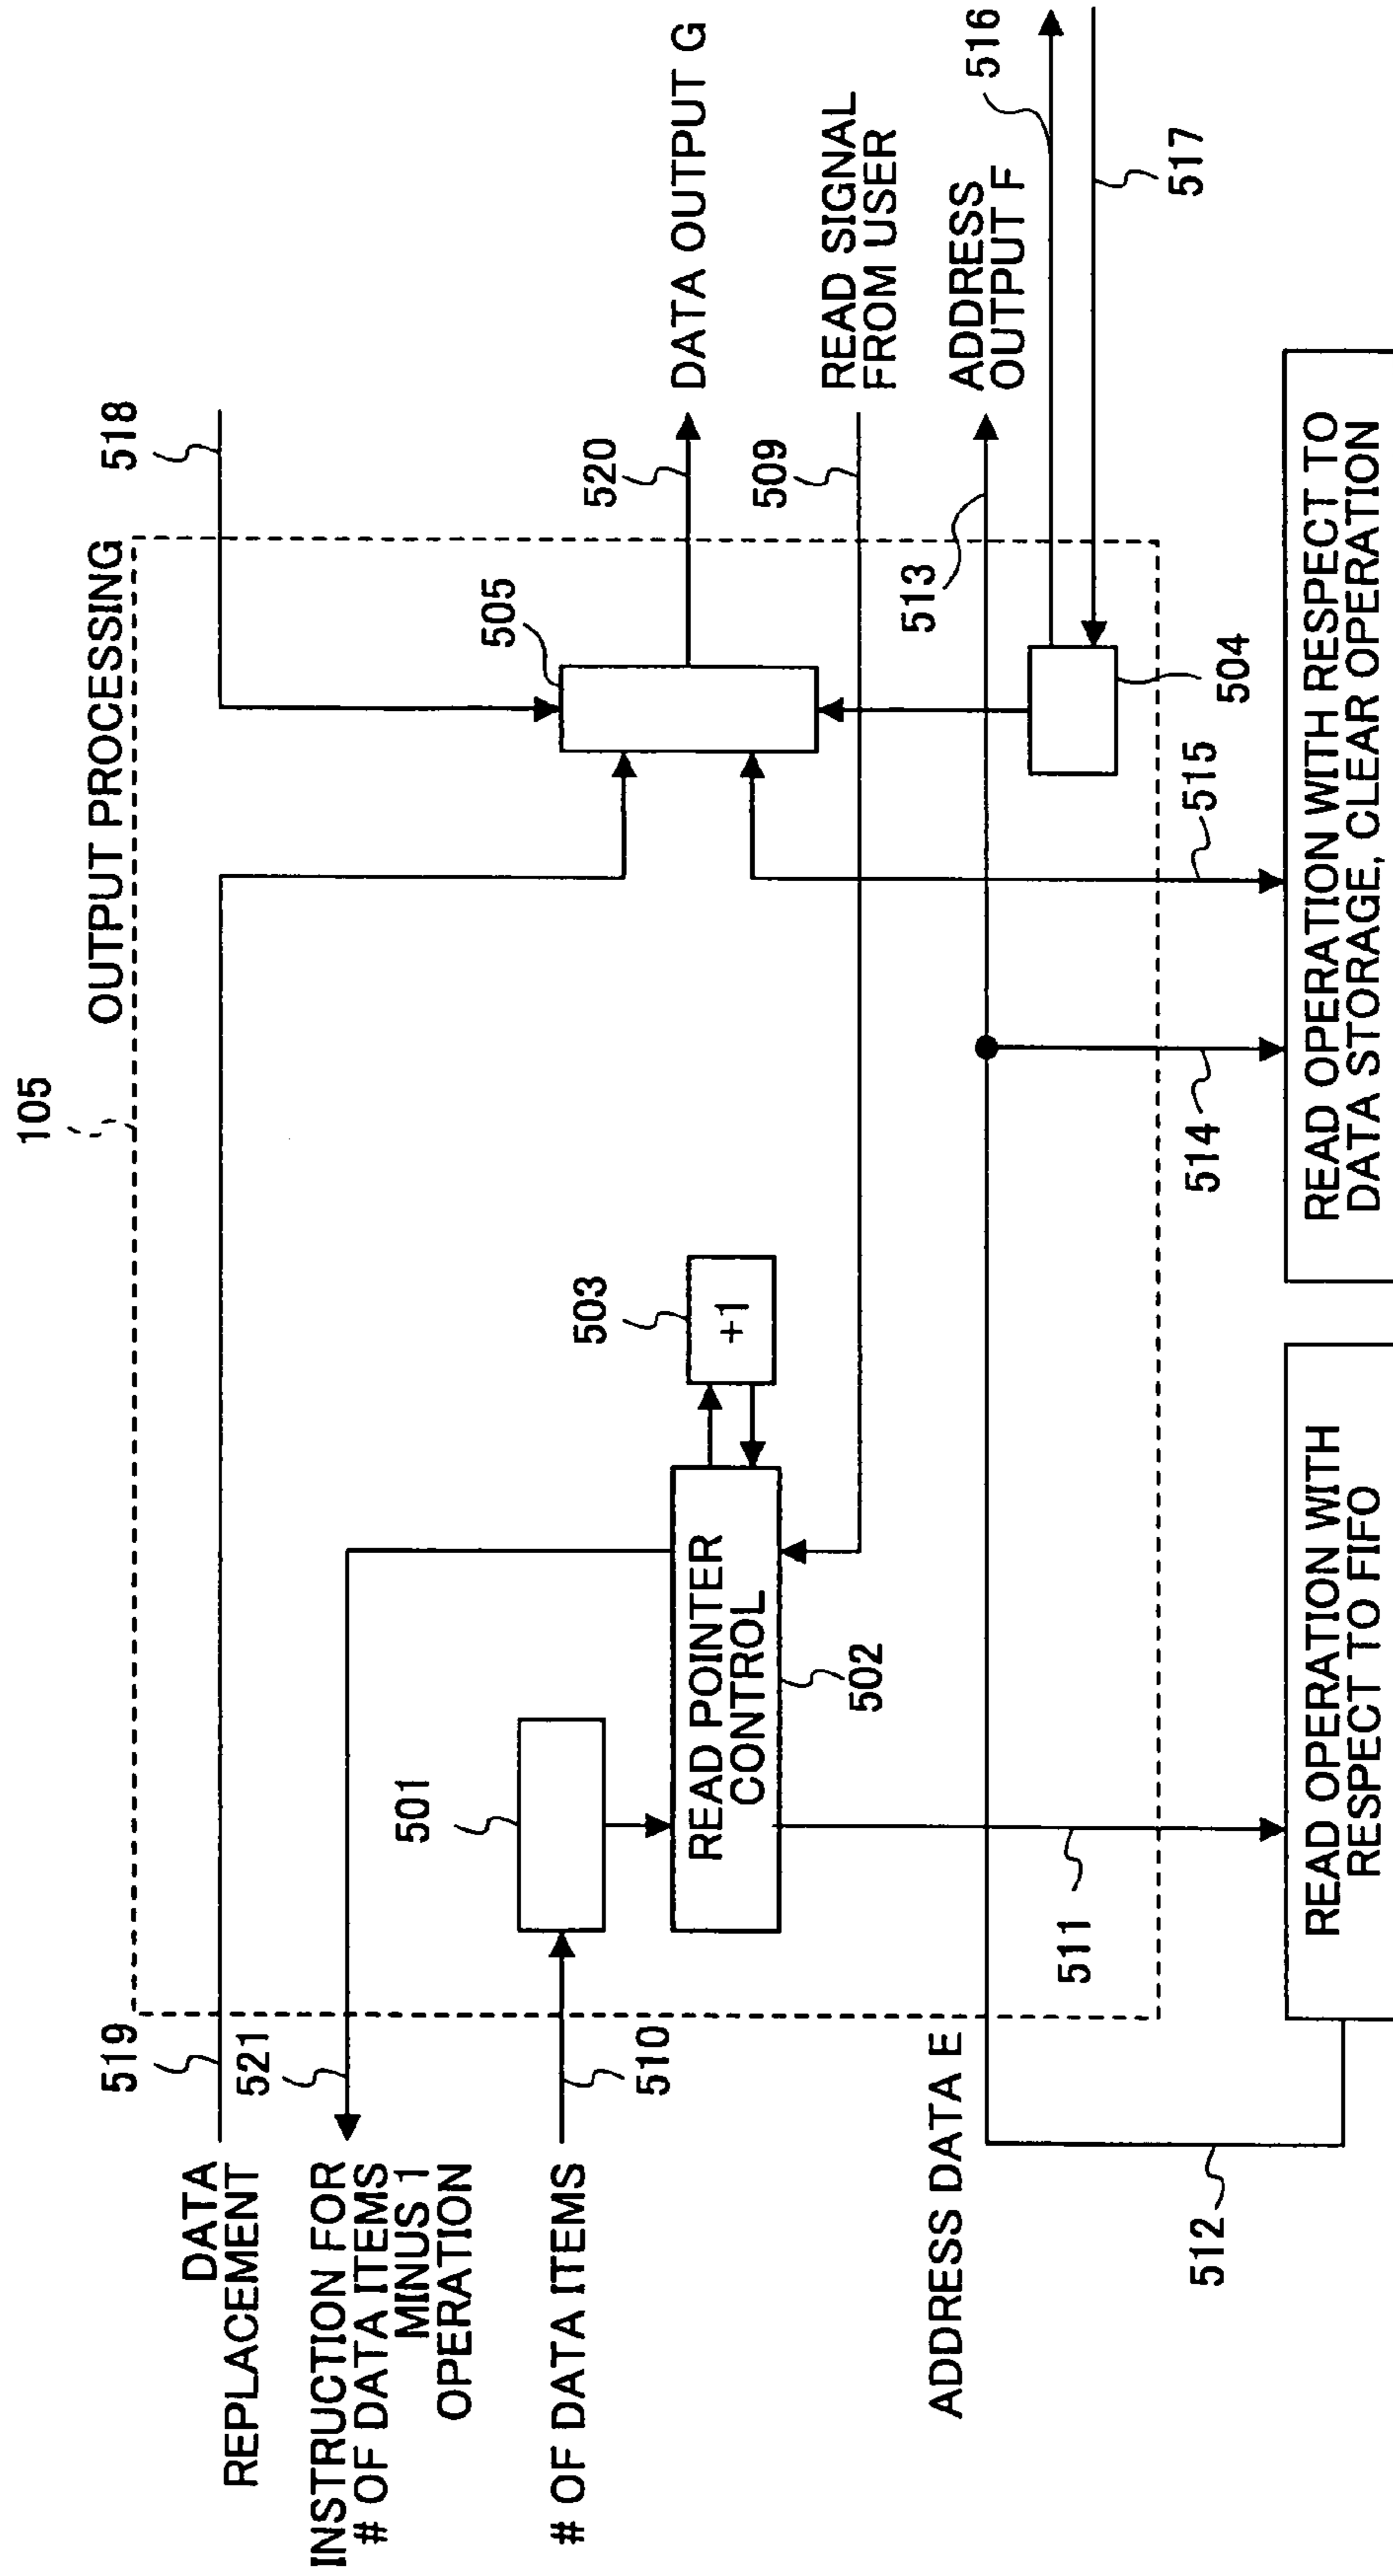 105
OUTPUT PROCESSING
519
DATA
REPLACEMENT
518
521
INSTRUCTION FOR
# OF DATA ITEMS
MINUS 1
OPERATION
501
505
520
DATA OUTPUT G
# OF DATA ITEMS
510
503
+1
READ POINTER
CONTROL
502
509
READ SIGNAL
FROM USER
ADDRESS DATA E
513
ADDRESS
OUTPUT F
516
511
517
504
512
514
515
READ OPERATION WITH
RESPECT TO FIFO
READ OPERATION WITH RESPECT TO
DATA STORAGE, CLEAR OPERATION